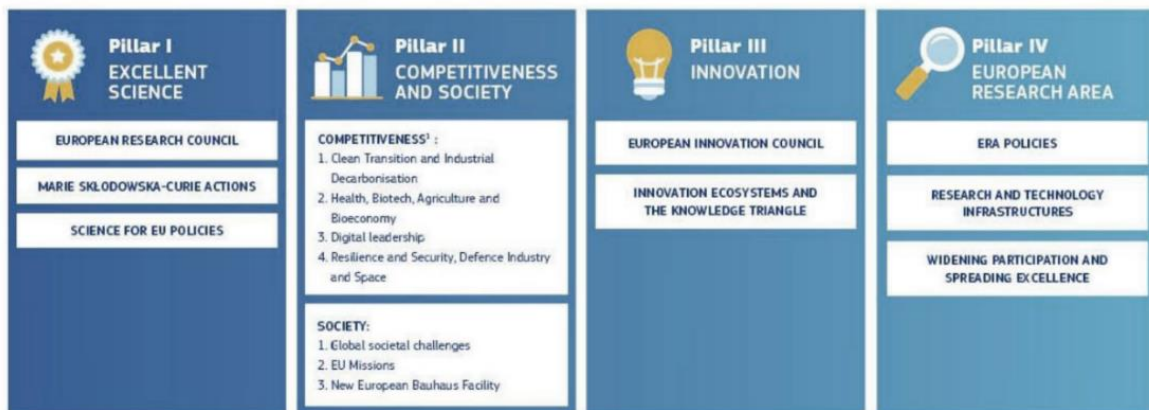 Pillar I
EXCELLENT
SCIENCE
EUROPEAN RESEARCH COUNCIL
MARIE SKŁODOWSKA-CURIE ACTIONS
SCIENCE FOR EU POLICIES
Pillar II
COMPETITIVENESS
AND SOCIETY
COMPETITIVENESS¹ :
1. Clean Transition and Industrial
Decarbonisation
2. Health, Biotech, Agriculture and
Bioeconomy
3. Digital leadership
4. Resilience and Security, Defence Industry
and Space
SOCIETY:
1. Global societal challenges
2. EU Missions
3. New European Bauhaus Facility
Pillar III
INNOVATION
EUROPEAN INNOVATION COUNCIL
INNOVATION ECOSYSTEMS AND
THE KNOWLEDGE TRIANGLE
Pillar IV
EUROPEAN
RESEARCH AREA
ERA POLICIES
RESEARCH AND TECHNOLOGY
INFRASTRUCTURES
WIDENING PARTICIPATION AND
SPREADING EXCELLENCE